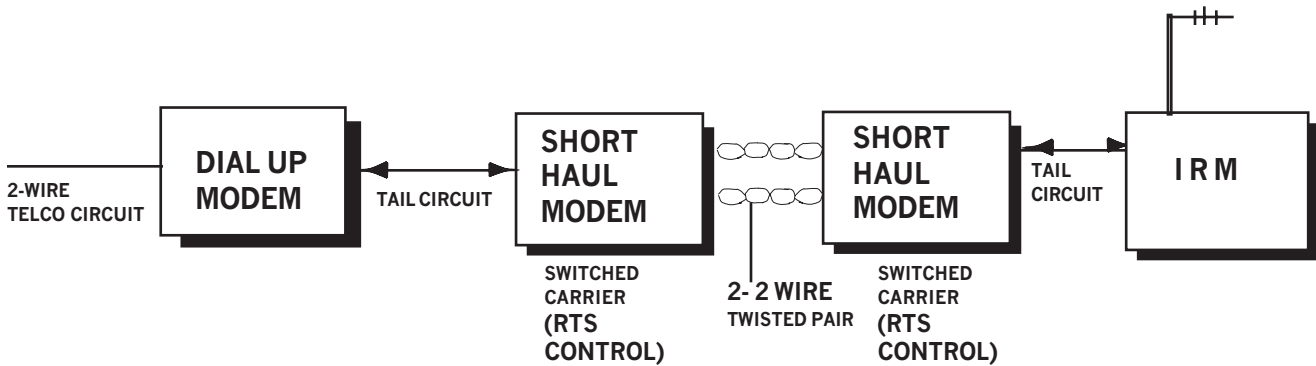 2-WIRE
TELCO CIRCUIT
DIAL UP
MODEM
TAIL CIRCUIT
SHORT
HAUL
MODEM
SWITCHED
CARRIER
(RTS
CONTROL)
2- 2 WIRE
TWISTED PAIR
SHORT
HAUL
MODEM
SWITCHED
CARRIER
(RTS
CONTROL)
TAIL
CIRCUIT
I R M